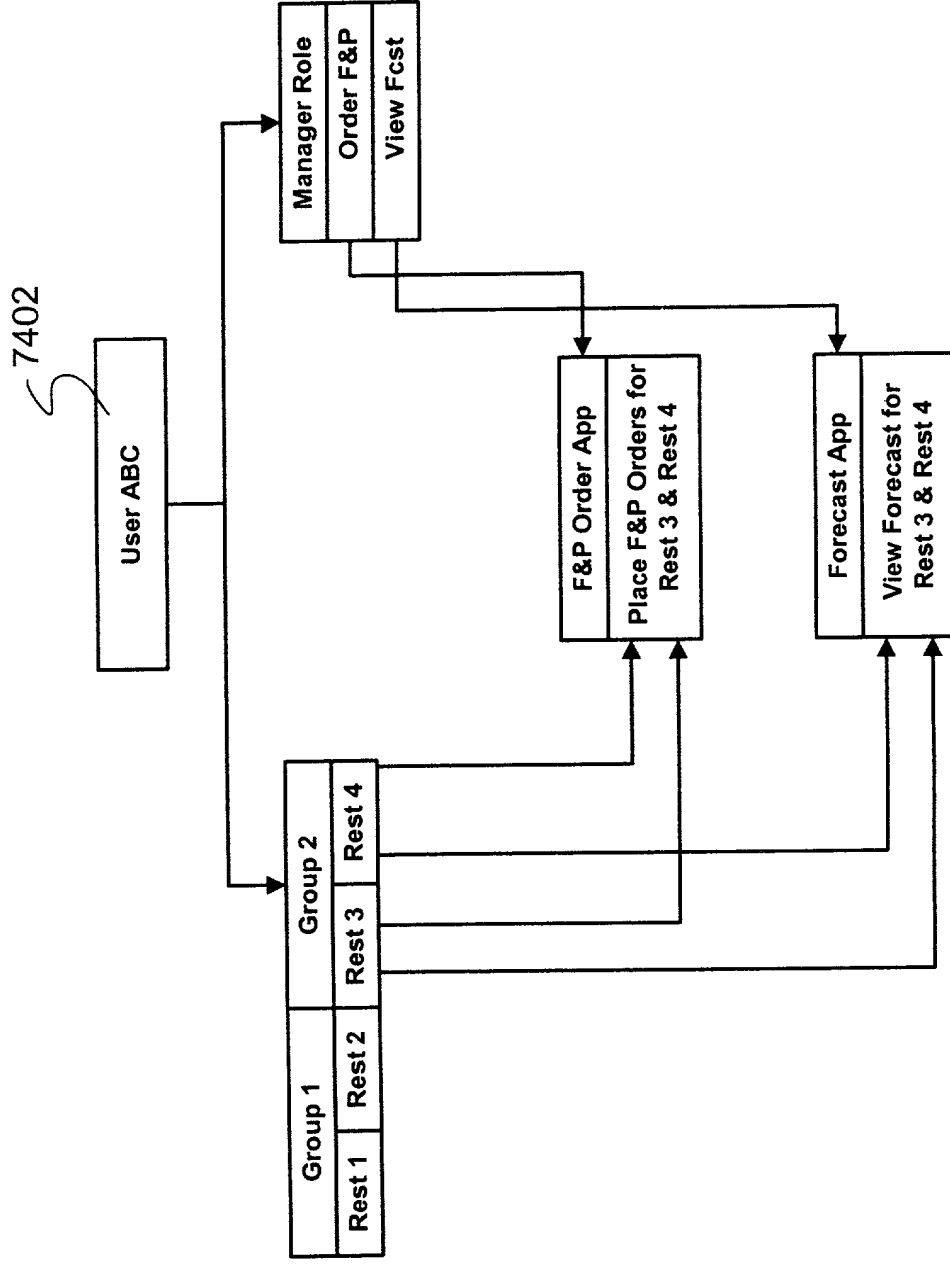 7402
User ABC
Group 1
Group 2
Rest 1
Rest 2
Rest 3
Rest 4
Manager Role
Order F&P
View Fcst
F&P Order App
Place F&P Orders for
Rest 3 & Rest 4
Forecast App
View Forecast for
Rest 3 & Rest 4